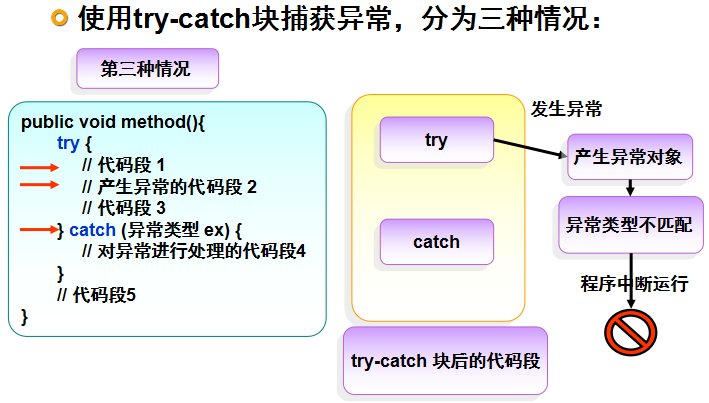 使用try-catch块捕获异常，分为三种情况：
第三种情况
public void method(){
try {
// 代码段 1
// 产生异常的代码段 2
// 代码段 3
} catch (异常类型 ex) {
// 对异常进行处理的代码段4
}
// 代码段5
}
try
catch
try-catch 块后的代码段
发生异常
产生异常对象
异常类型不匹配
程序中断运行